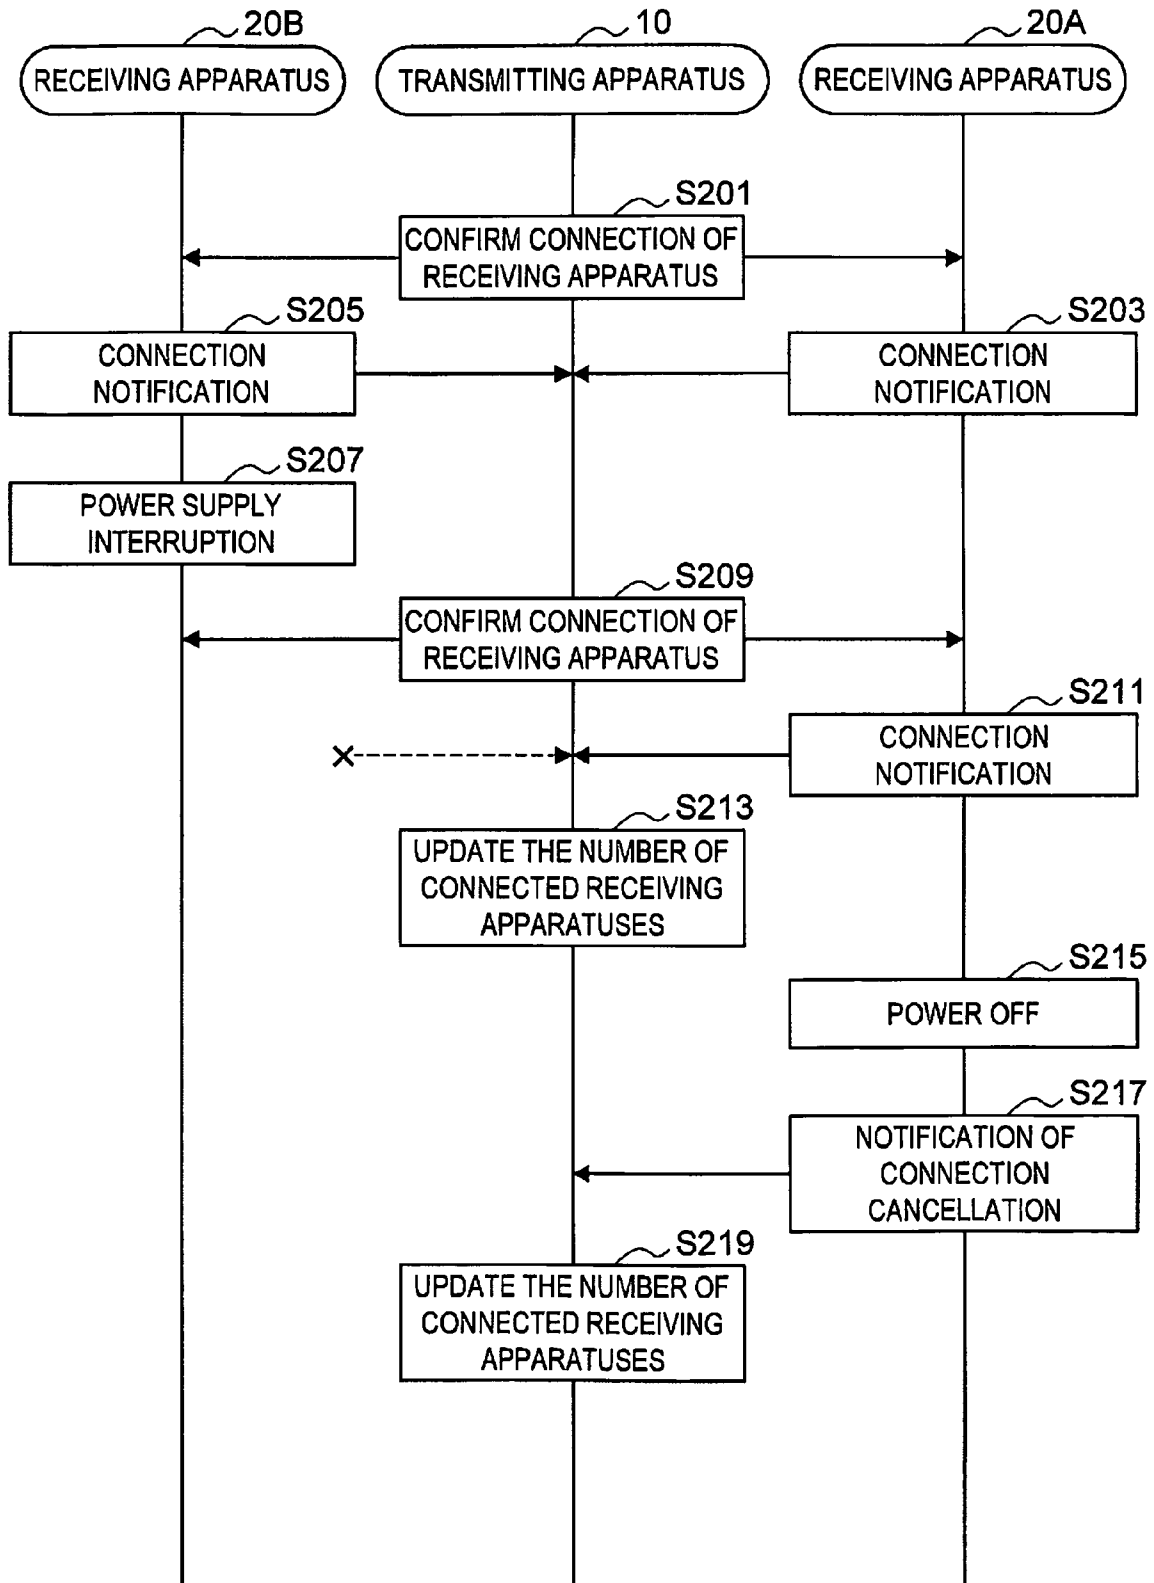 20B
10
20A
RECEIVING APPARATUS
TRANSMITTING APPARATUS
RECEIVING APPARATUS
S201
CONFIRM CONNECTION OF
RECEIVING APPARATUS
S205
CONNECTION
NOTIFICATION
S203
CONNECTION
NOTIFICATION
S207
POWER SUPPLY
INTERRUPTION
S209
CONFIRM CONNECTION OF
RECEIVING APPARATUS
S211
CONNECTION
NOTIFICATION
S213
UPDATE THE NUMBER OF
CONNECTED RECEIVING
APPARATUSES
S215
POWER OFF
S217
NOTIFICATION OF
CONNECTION
CANCELLATION
S219
UPDATE THE NUMBER OF
CONNECTED RECEIVING
APPARATUSES